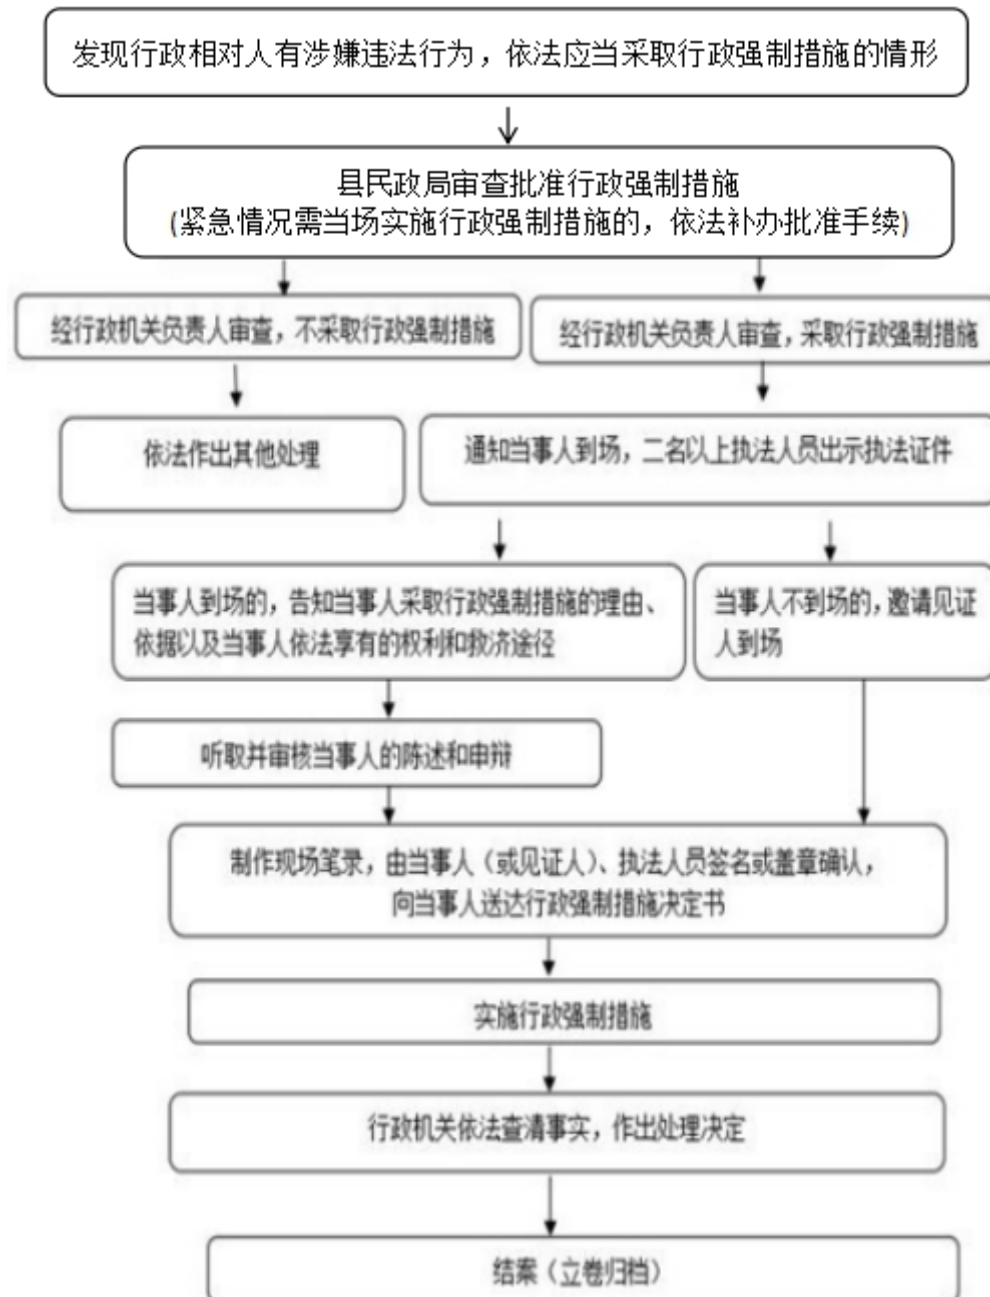 发现行政相对人有涉嫌违法行为，依法应当采取行政强制措施的情形
县民政局审查批准行政强制措施
(紧急情况需当场实施行政强制措施的，依法补办批准手续)
经行政机关负责人审查，不采取行政强制措施
经行政机关负责人审查，采取行政强制措施
依法作出其他处理
通知当事人到场，二名以上执法人员出示执法证件
当事人到场的，告知当事人采取行政强制措施的理由、
依据以及当事人依法享有的权利和救济途径
当事人不到场的，邀请见证
人到场
听取并审核当事人的陈述和申辩
制作现场笔录，由当事人（或见证人）、执法人员签名或盖章确认，
向当事人送达行政强制措施决定书
实施行政强制措施
行政机关依法查清事实，作出处理决定
结案（立卷归档）